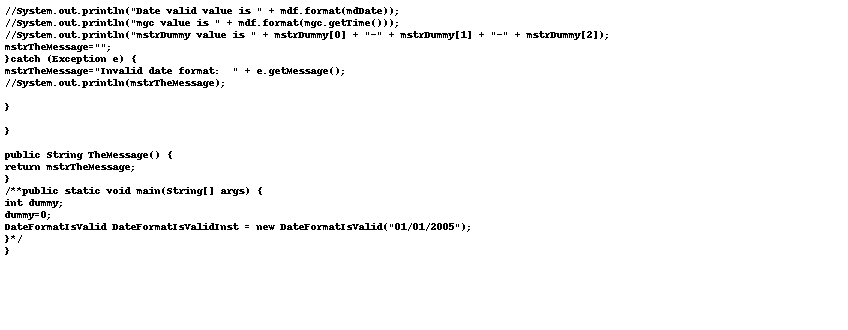 //System.out.println("Date valid value is " + mdf.format(mdDate));
//System.out.println("mgc value is " + mdf.format(mgc.getTime()));
//System.out.println("mstrDummy value is " + mstrDummy[0] + "-" + mstrDummy[1] + "-" + mstrDummy[2]);
mstrTheMessage="";
}catch (Exception e) {
mstrTheMessage="Invalid date format:  " + e.getMessage();
//System.out.println(mstrTheMessage);
}
}
public String TheMessage() {
return mstrTheMessage;
}
/**public static void main(String[] args) {
int dummy;
dummy=0;
DateFormatIsValid DateFormatIsValidInst = new DateFormatIsValid("01/01/2005");
}*/
}